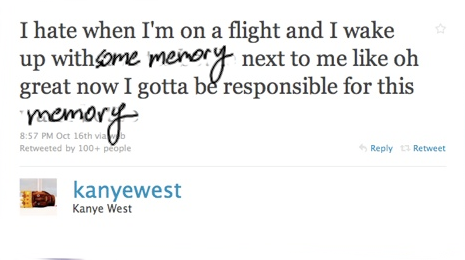 I hate when I'm on a flight and I wake
up with some memory next to me like oh
great now I gotta be responsible for this
memory
8:57 PM Oct 16th via web
Retweeted by 100+ people Reply Retweet
kanyewest
Kanye West